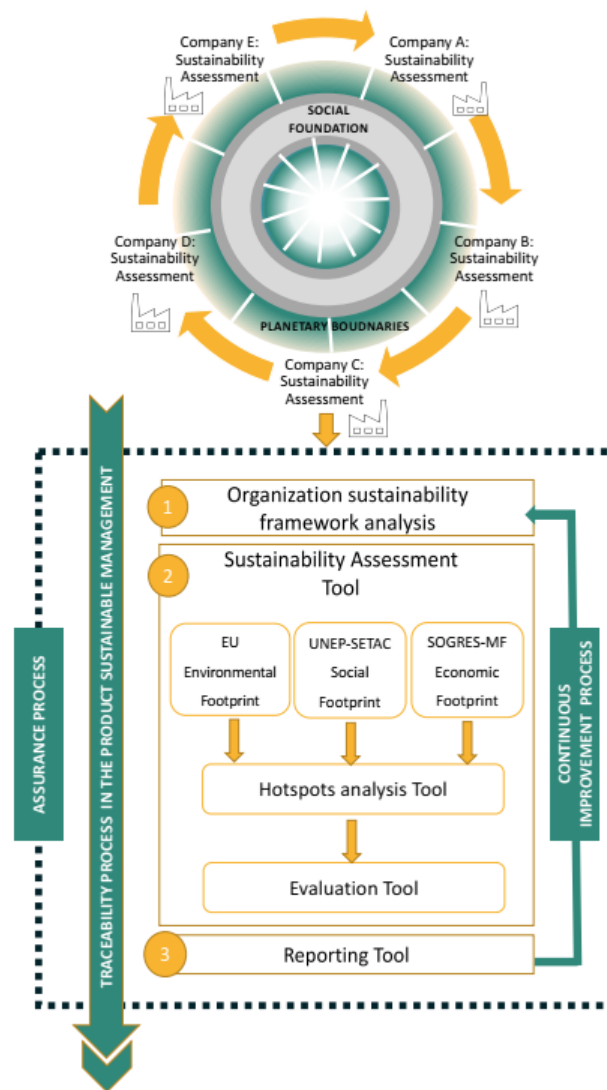 Company E:
Sustainability
Assessment
Company A:
Sustainability
Assessment
SOCIAL
FOUNDATION
Company D:
Sustainability
Assessment
Company B:
Sustainability
Assessment
PLANETARY BOUDNARIES
Company C:
Sustainability
Assessment
ASSURANCE PROCESS
TRACEABILITY PROCESS IN THE PRODUCT SUSTAINABLE MANAGEMENT
1
Organization sustainability
framework analysis
2
Sustainability Assessment
Tool
EU
Environmental
Footprint
UNEP-SETAC
Social
Footprint
SOGRES-MF
Economic
Footprint
Hotspots analysis Tool
Evaluation Tool
3
Reporting Tool
CONTINUOUS
IMPROVEMENT PROCESS